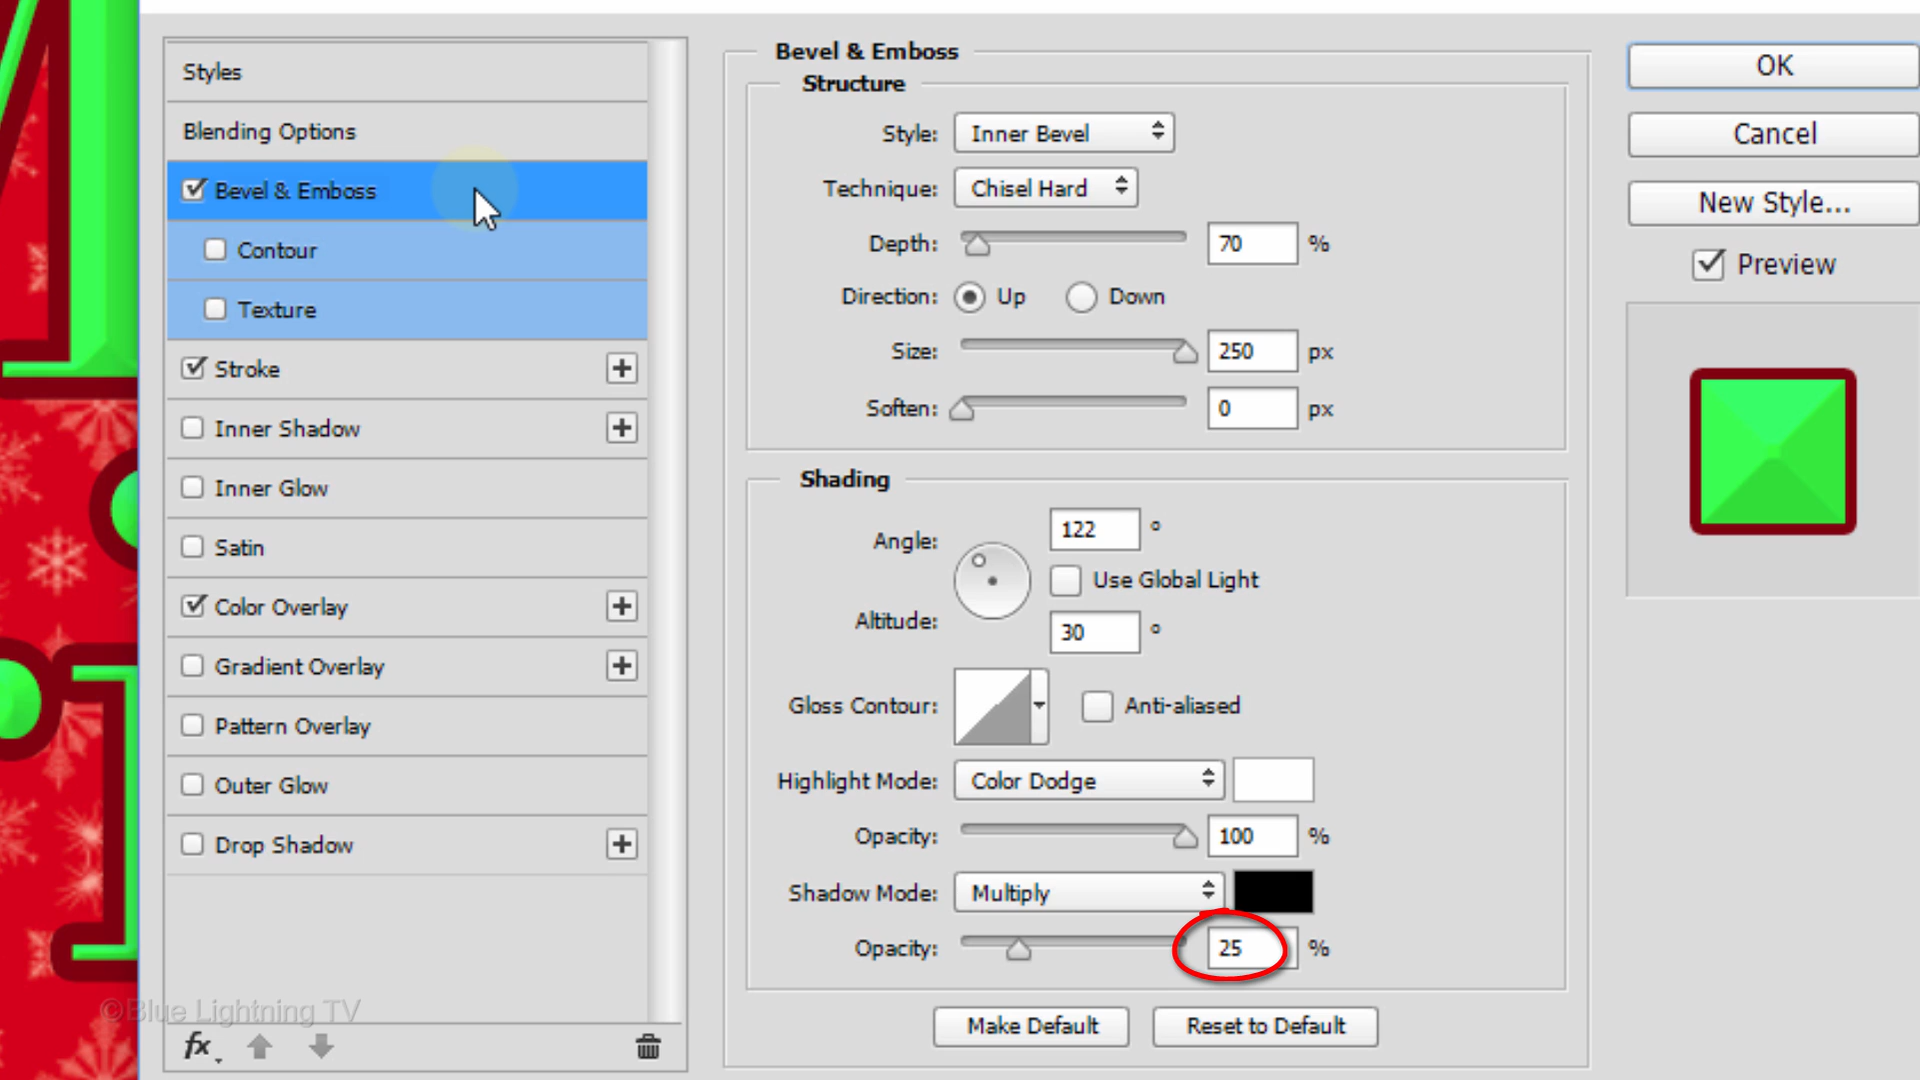 Styles
Blending Options
Bevel & Emboss
Contour
Texture
Stroke
Inner Shadow
Inner Glow
Satin
Color Overlay
Gradient Overlay
Pattern Overlay
Outer Glow
Drop Shadow
©Blue Lightning TV
fx
Bevel & Emboss
Structure
Style: Inner Bevel
Technique: Chisel Hard
Depth: 70 %
Direction: Up Down
Size: 250 px
Soften: 0 px
Shading
Angle: 122 °
Use Global Light
Altitude: 30 °
Gloss Contour: Anti-aliased
Highlight Mode: Color Dodge
Opacity: 100 %
Shadow Mode: Multiply
Opacity: 25 %
Make Default Reset to Default
OK
Cancel
New Style...
Preview